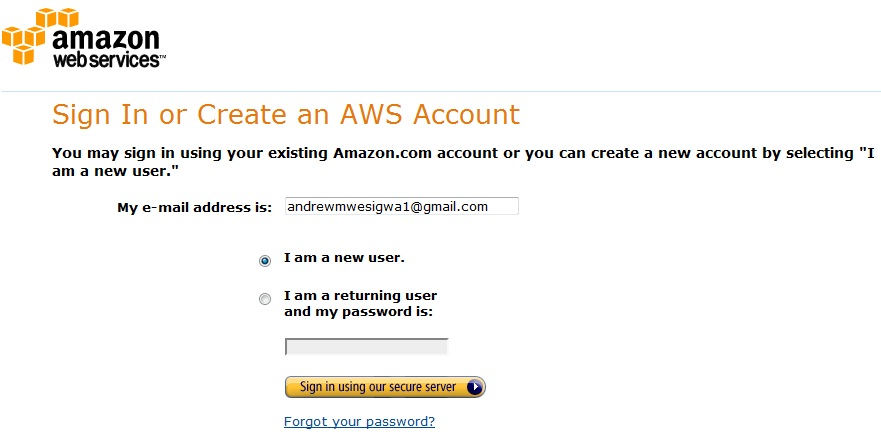 amazon
webservices™
Sign In or Create an AWS Account
You may sign in using your existing Amazon.com account or you can create a new account by selecting "I
am a new user."
My e-mail address is: andrewmwesigwa1@gmail.com
I am a new user.
I am a returning user
and my password is:
Sign in using our secure server
Forgot your password?